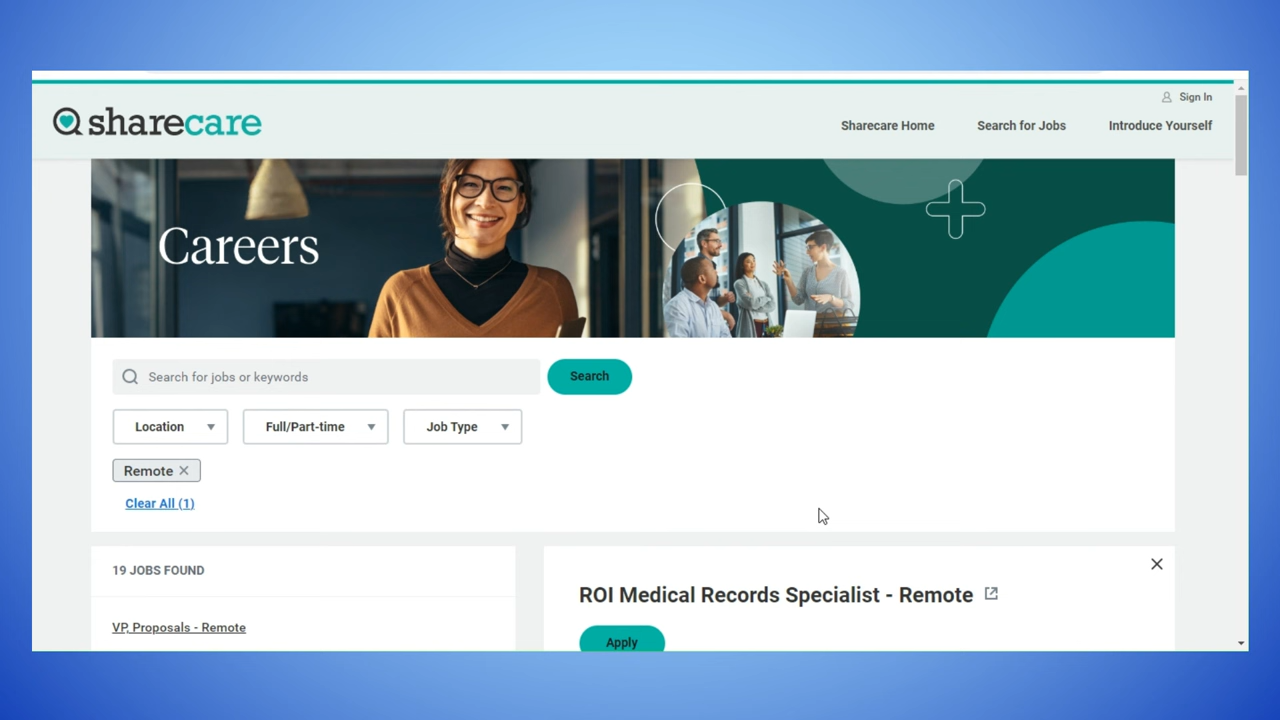 Sign In
sharecare
Sharecare Home
Search for Jobs
Introduce Yourself
Careers
Search for jobs or keywords
Search
Location
Full/Part-time
Job Type
Remote
Clear All (1)
19 JOBS FOUND
VP, Proposals - Remote
ROI Medical Records Specialist - Remote
Apply